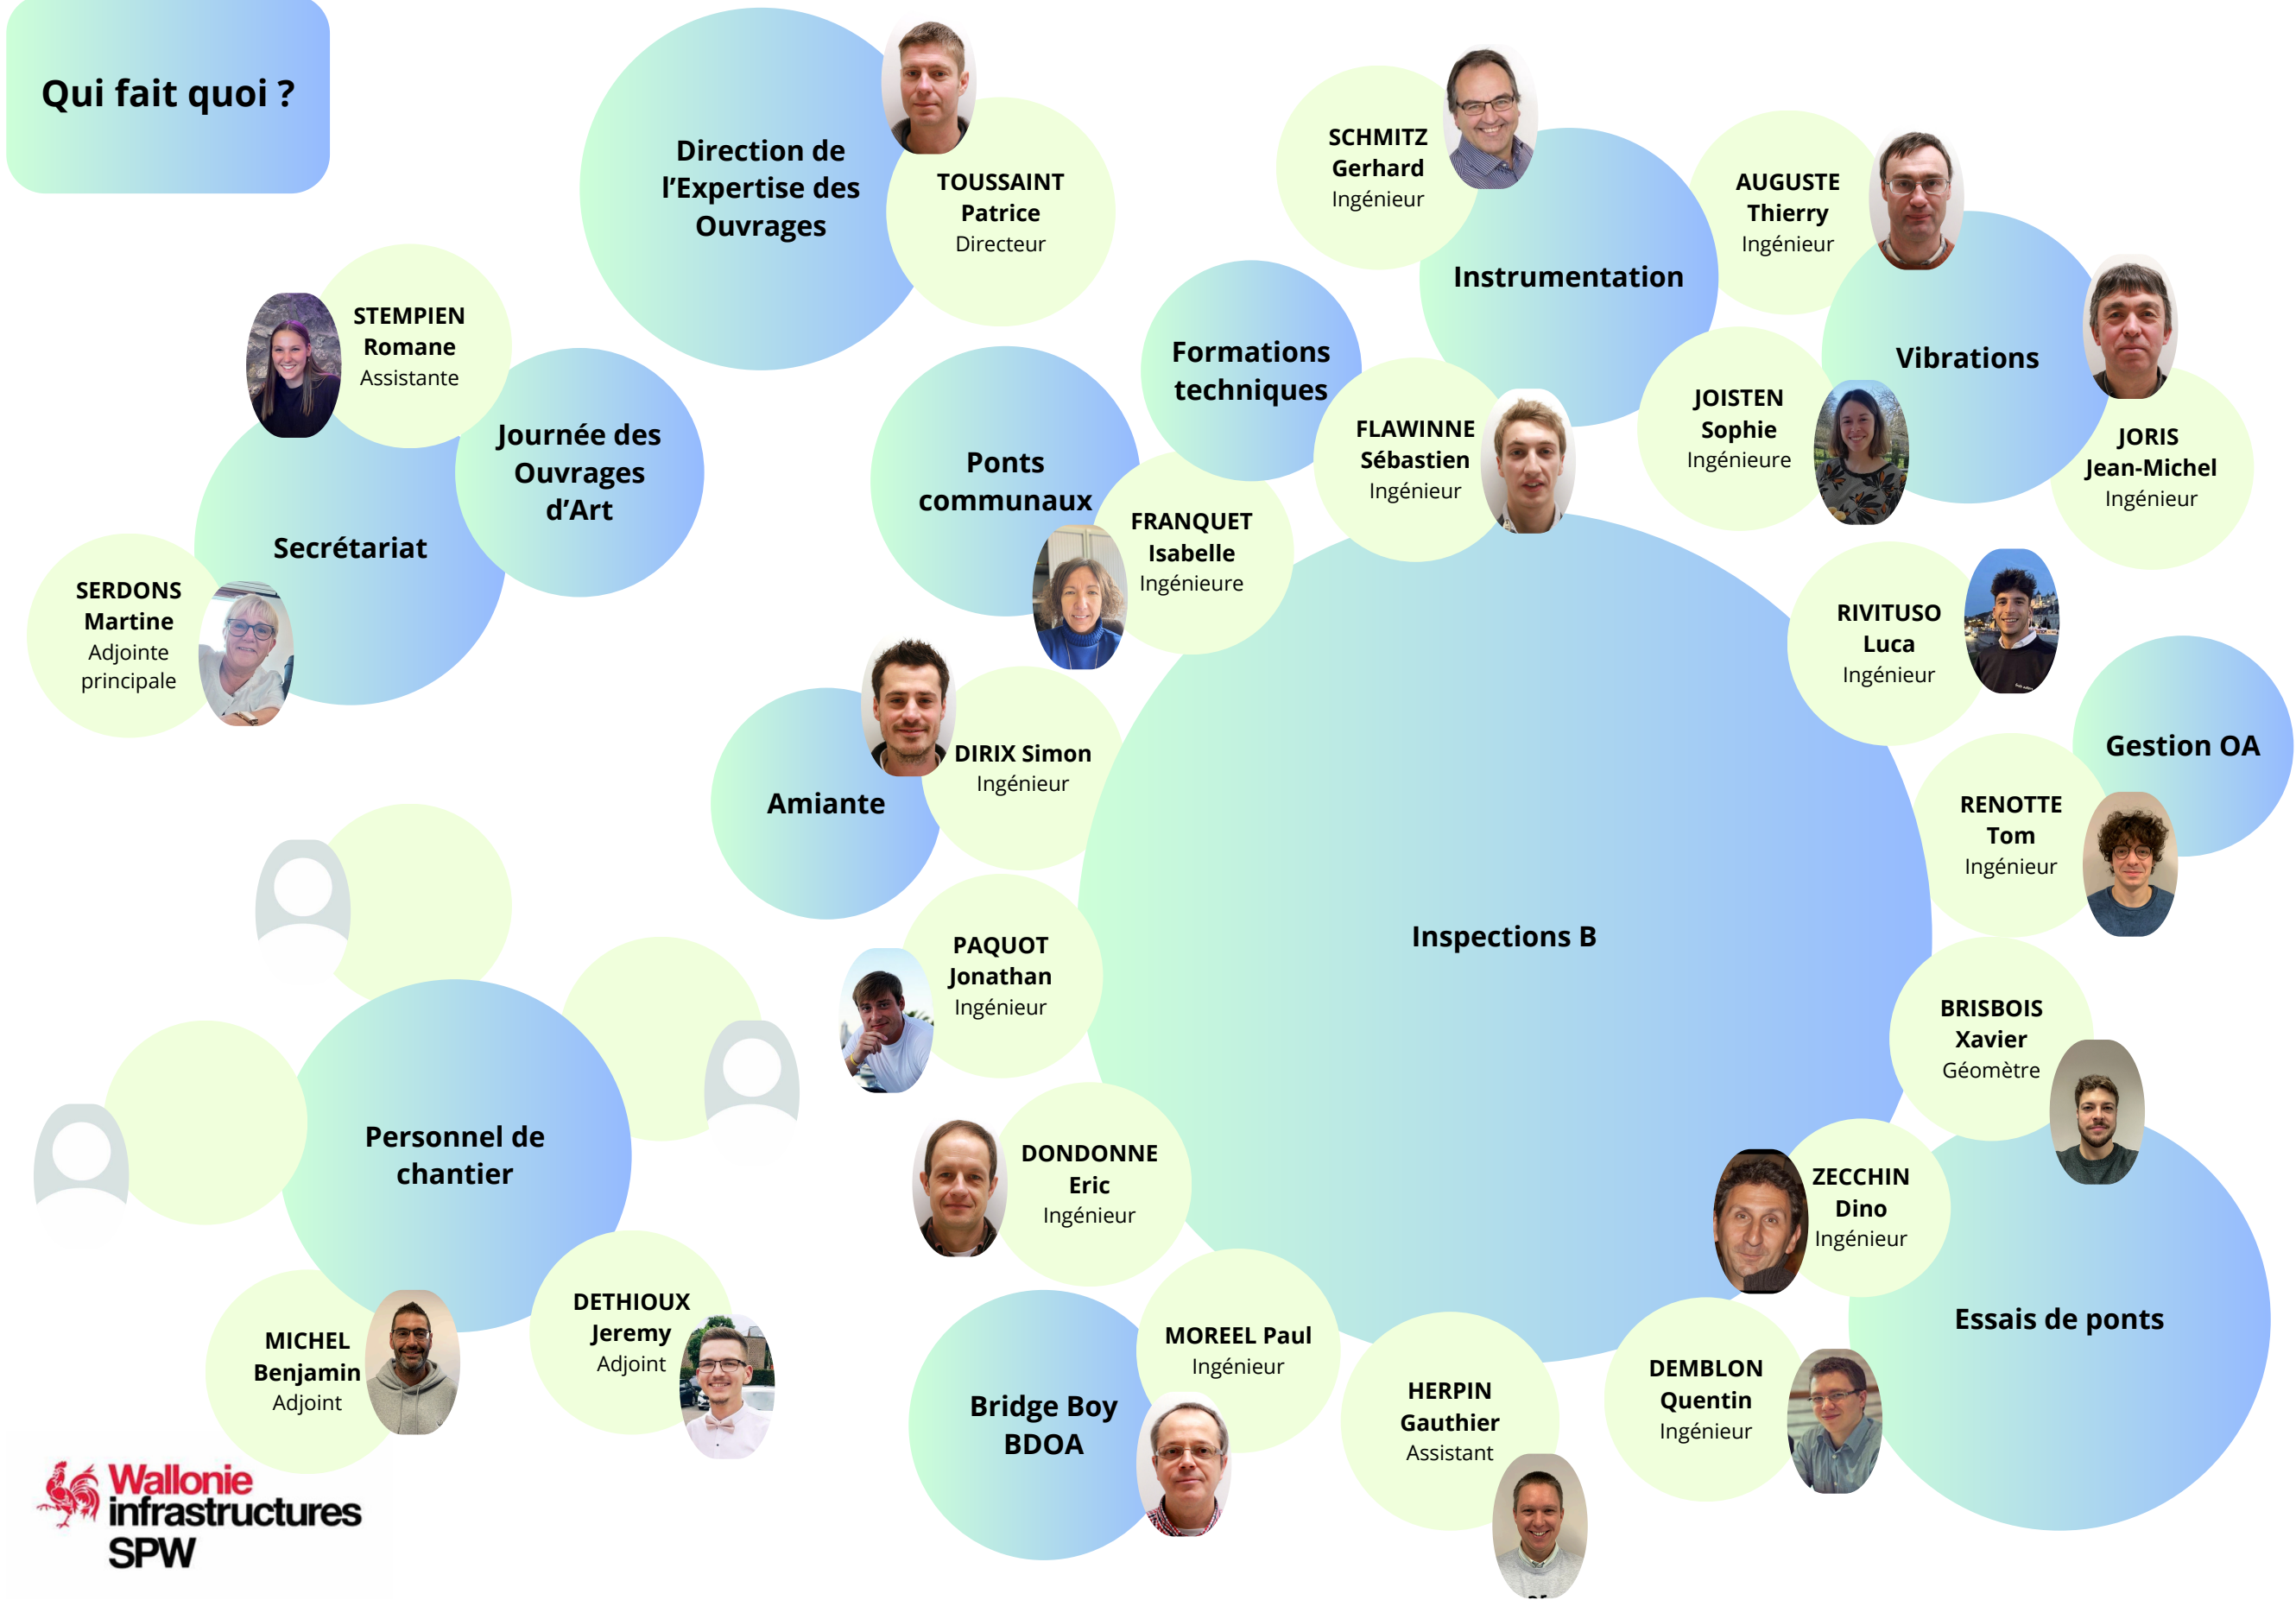 Qui fait quoi ?
Direction de
l'Expertise des
Ouvrages
TOUSSAINT
Patrice
Directeur
SCHMITZ
Gerhard
Ingénieur
Instrumentation
AUGUSTE
Thierry
Ingénieur
Vibrations
JORIS
Jean-Michel
Ingénieur
JOISTEN
Sophie
Ingénieure
Formations
techniques
FLAWINNE
Sébastien
Ingénieur
STEMPIEN
Romane
Assistante
Journée des
Ouvrages
d'Art
Secrétariat
SERDONS
Martine
Adjointe
principale
Ponts
communaux
FRANQUET
Isabelle
Ingénieure
RIVITUSO
Luca
Ingénieur
Gestion OA
RENOTTE
Tom
Ingénieur
DIRIX Simon
Ingénieur
Amiante
Inspections B
PAQUOT
Jonathan
Ingénieur
BRISBOIS
Xavier
Géomètre
Personnel de
chantier
DONDONNE
Eric
Ingénieur
ZECCHIN
Dino
Ingénieur
Essais de ponts
MICHEL
Benjamin
Adjoint
DETHIOUX
Jeremy
Adjoint
MOREEL Paul
Ingénieur
Bridge Boy
BDOA
HERPIN
Gauthier
Assistant
DEMBLON
Quentin
Ingénieur
Wallonie
infrastructures
SPW